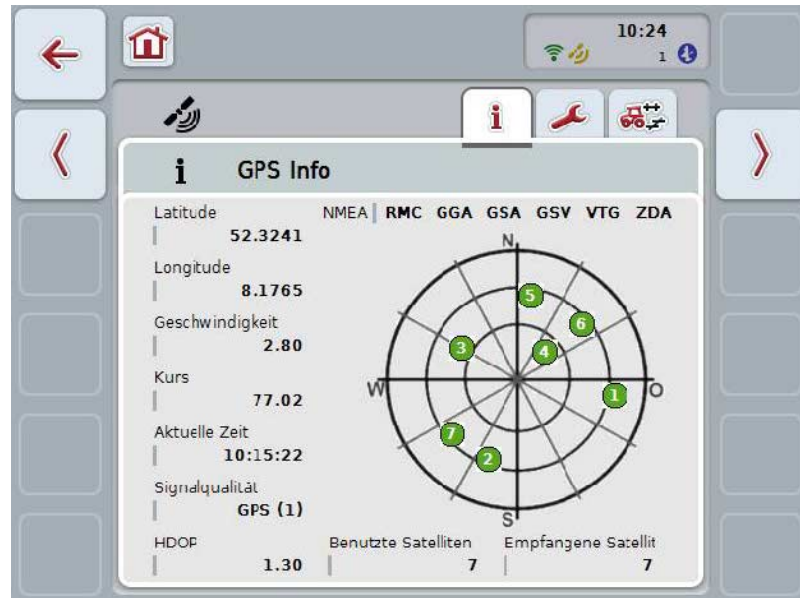 10:24
1
i
i GPS Info
Latitude
52.3241
NMEA RMC GGA GSA GSV VTG ZDA
Longitude
8.1765
Geschwindigkeit
2.80
Kurs
77.02
Aktuelle Zeit
10:15:22
Signalqualität
GPS (1)
HDOP
1.30
N
5
6
3
4
W
1
O
7
2
S
Benutzte Satelliten
7
Empfangene Satellit
7